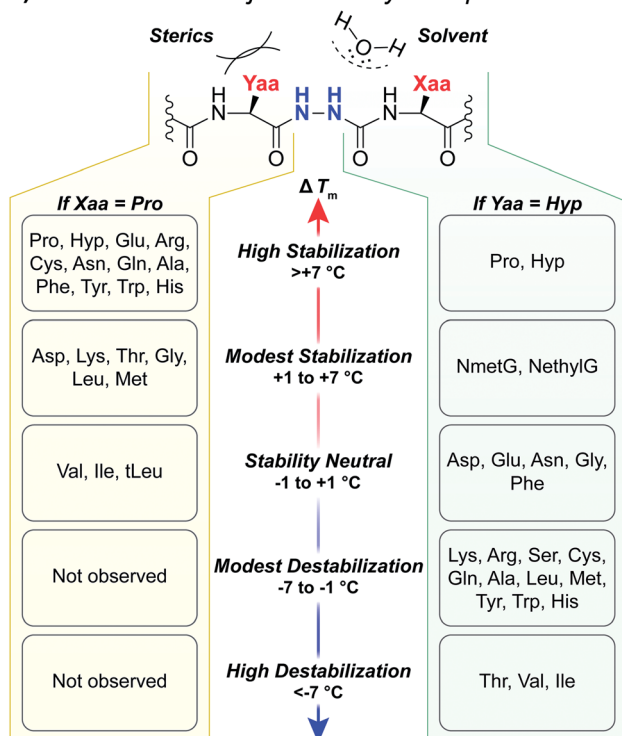 Sterics
Solvent
H
O
H
Yaa
Xaa
H
N
H
N
H
N
H
N
O
O
O
O
Δ Tm
If Xaa = Pro
If Yaa = Hyp
Pro, Hyp, Glu, Arg,
Cys, Asn, Gln, Ala,
Phe, Tyr, Trp, His
High Stabilization
>+7 °C
Pro, Hyp
Asp, Lys, Thr, Gly,
Leu, Met
Modest Stabilization
+1 to +7 °C
NmetG, NethylG
Val, Ile, tLeu
Stability Neutral
-1 to +1 °C
Asp, Glu, Asn, Gly,
Phe
Not observed
Modest Destabilization
-7 to -1 °C
Lys, Arg, Ser, Cys,
Gln, Ala, Leu, Met,
Tyr, Trp, His
Not observed
High Destabilization
<-7 °C
Thr, Val, Ile